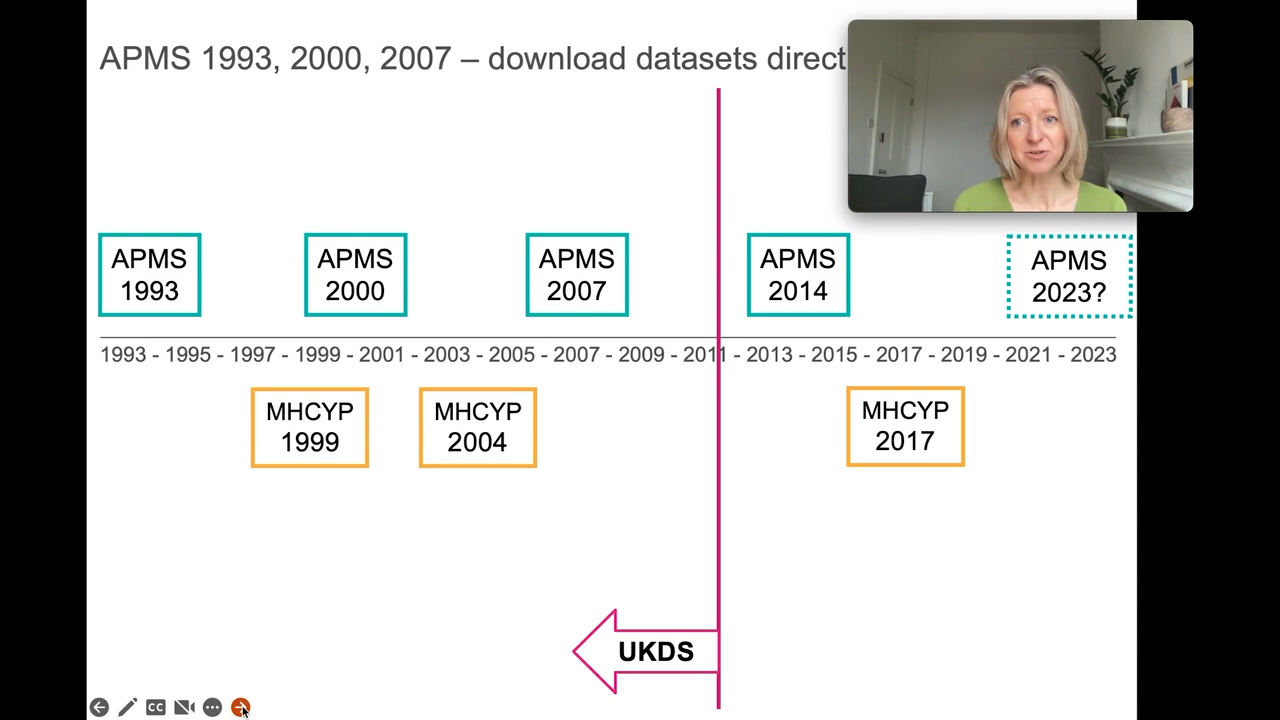 APMS 1993, 2000, 2007 – download datasets direct
APMS
1993
APMS
2000
APMS
2007
APMS
2014
APMS
2023?
1993 - 1995 - 1997 - 1999 - 2001 - 2003 - 2005 - 2007 - 2009 - 2011 - 2013 - 2015 - 2017 - 2019 - 2021 - 2023
MHCYP
1999
MHCYP
2004
MHCYP
2017
UKDS
CC